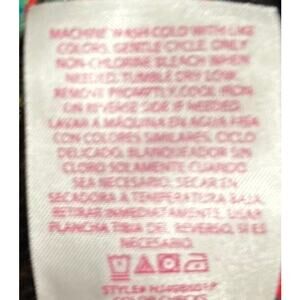 MACHINE WASH COLD WITH LIKE
COLORS, GENTLE CYCLE. ONLY
NON-CHLORINE BLEACH WHEN
NEEDED. TUMBLE DRY LOW.
REMOVE PROMPTLY. COOL IRON
ON REVERSE SIDE IF NEEDED.
LAVAR A MÁQUINA EN AGUA FRÍA
CON COLORES SIMILARES, CICLO
DELICADO. BLANQUEADOR SIN
CLORO SOLAMENTE CUANDO
SEA NECESARIO. SECAR EN
SECADORA A TEMPERATURA BAJA.
RETIRAR INMEDIATAMENTE. USAR
PLANCHA TIBIA DEL REVERSO, SI ES
NECESARIO.
STYLE#